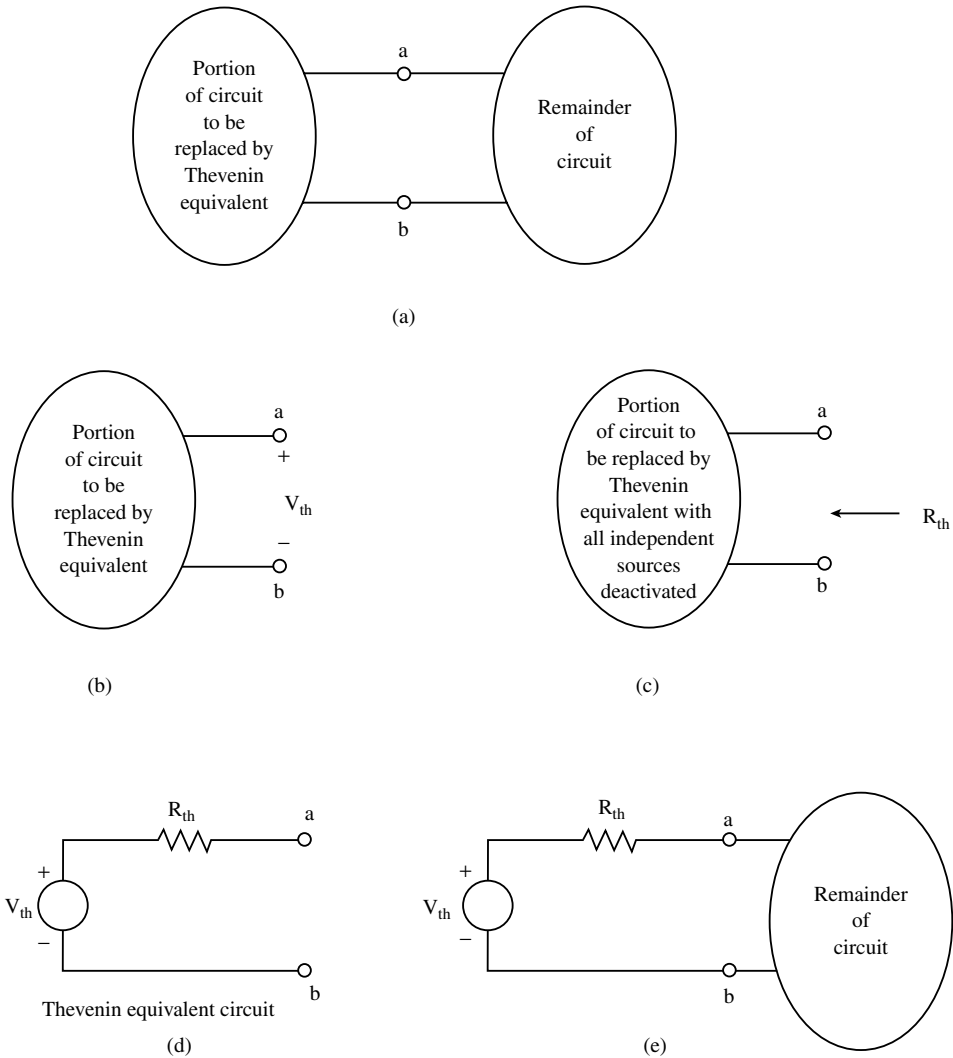 a
Portion
of circuit
to be
replaced by
Thevenin
equivalent
Remainder
of
circuit
b
(a)
a
+
Portion
of circuit
to be
replaced by
Thevenin
equivalent
V_th
−
b
(b)
Portion
of circuit to
be replaced by
Thevenin
equivalent with
all independent
sources
deactivated
a
R_th
b
(c)
R_th
a
+
V_th
−
b
Thevenin equivalent circuit
(d)
R_th
a
+
V_th
−
b
Remainder
of
circuit
(e)